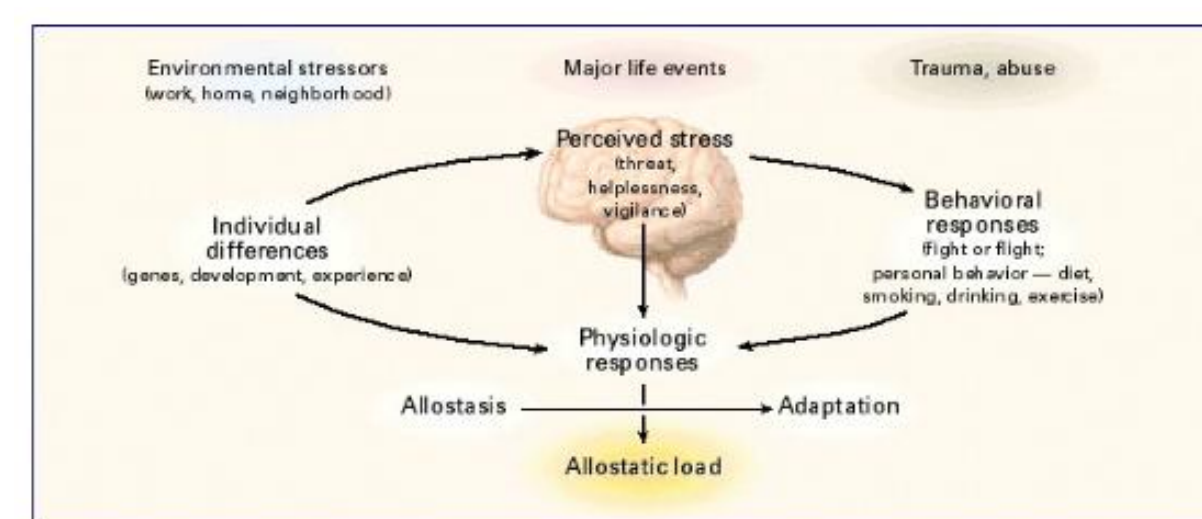 Environmental stressors
(work, home, neighborhood)
Major life events
Trauma, abuse
Perceived stress
(threat,
helplessness,
vigilance)
Individual
differences
(genes, development, experience)
Behavioral
responses
(fight or flight;
personal behavior — diet,
smoking, drinking, exercise)
Physiologic
responses
Allostasis
Adaptation
Allostatic load